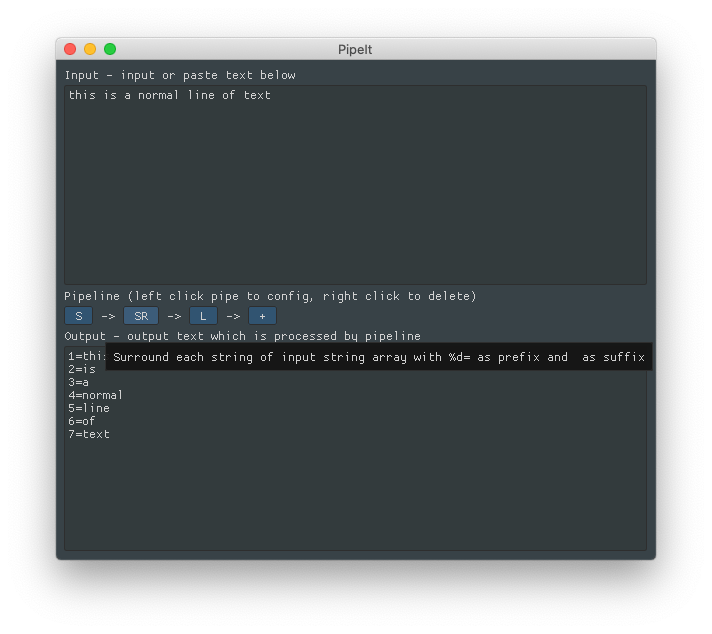 PipeIt
Input - input or paste text below
this is a normal line of text
Pipeline (left click pipe to config, right click to delete)
S -> SR -> L -> +
Output - output text which is processed by pipeline
1=thi
Surround each string of input string array with %d= as prefix and  as suffix
2=is
3=a
4=normal
5=line
6=of
7=text